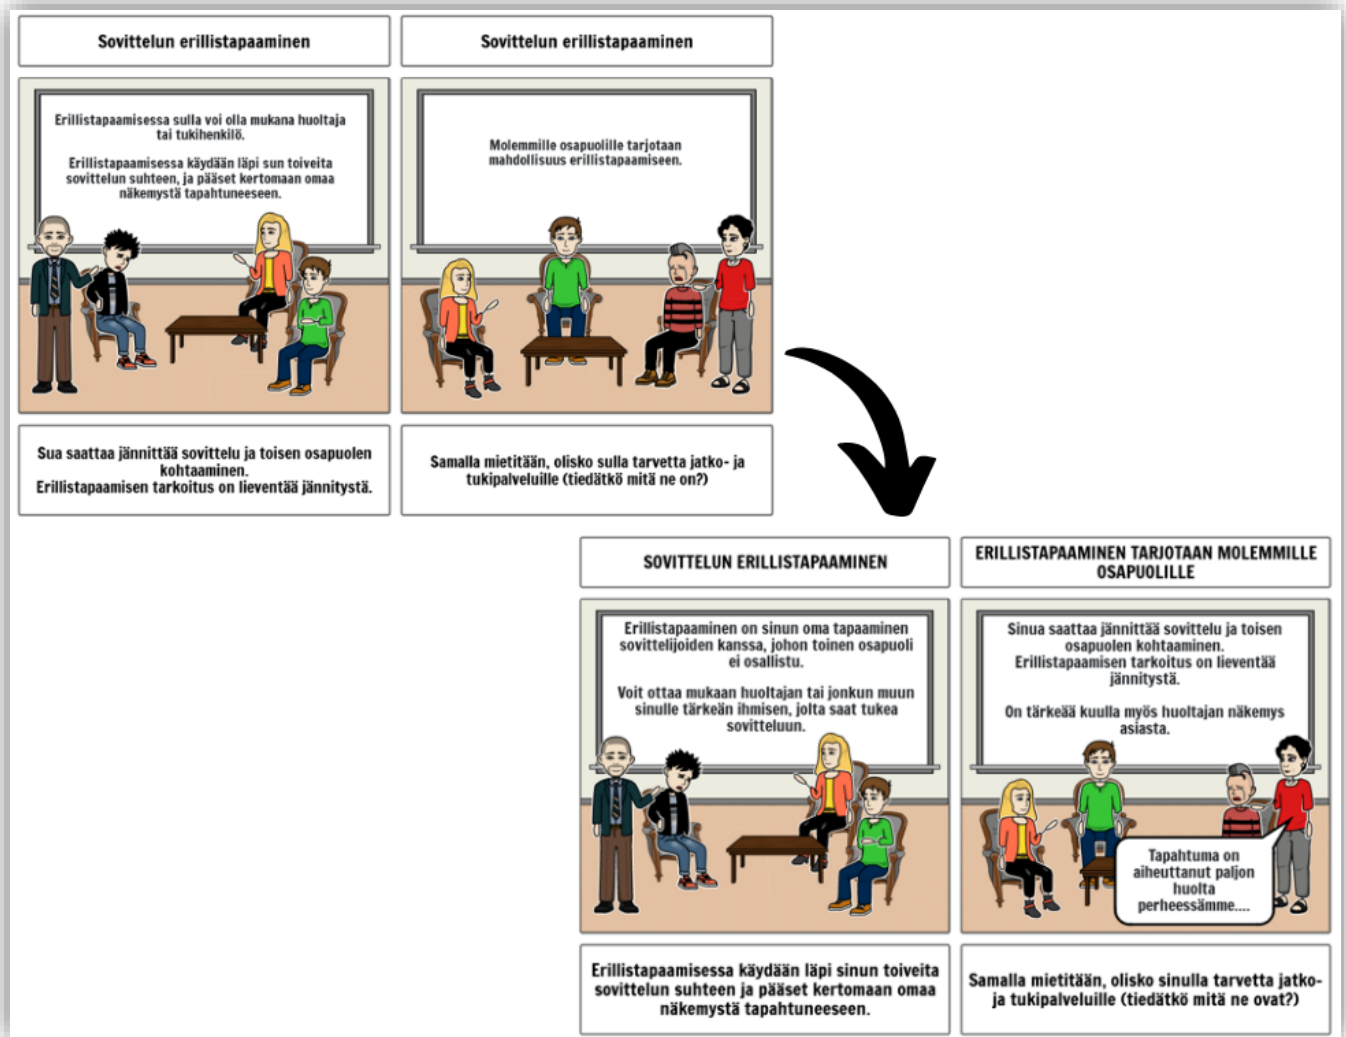 Sovittelun erillistapaaminen
Erillistapaamisessa sulla voi olla mukana huoltaja
tai tukihenkilö.
Erillistapaamisessa käydään läpi sun toiveita
sovittelun suhteen, ja pääset kertomaan omaa
näkemystä tapahtuneeseen.
Sua saattaa jännittää sovittelu ja toisen osapuolen
kohtaaminen.
Erillistapaamisen tarkoitus on lieventää jännitystä.
Sovittelun erillistapaaminen
Molemmille osapuolille tarjotaan
mahdollisuus erillistapaamiseen.
Samalla mietitään, olisko sulla tarvetta jatko- ja
tukipalveluille (tiedätkö mitä ne on?)
SOVITTELUN ERILLISTAPAAMINEN
Erillistapaaminen on sinun oma tapaaminen
sovittelijoiden kanssa, johon toinen osapuoli
ei osallistu.
Voit ottaa mukaan huoltajan tai jonkun muun
sinulle tärkeän ihmisen, jolta saat tukea
sovitteluun.
Erillistapaamisessa käydään läpi sinun toiveita
sovittelun suhteen ja pääset kertomaan omaa
näkemystä tapahtuneeseen.
ERILLISTAPAAMINEN TARJOTAAN MOLEMMILLE
OSAPUOLILLE
Sinua saattaa jännittää sovittelu ja toisen
osapuolen kohtaaminen.
Erillistapaamisen tarkoitus on lieventää
jännitystä.
On tärkeää kuulla myös huoltajan näkemys
asiasta.
Tapahtuma on
aiheuttanut paljon
huolta
perheessämme....
Samalla mietitään, olisko sinulla tarvetta jatko-
ja tukipalveluille (tiedätkö mitä ne ovat?)